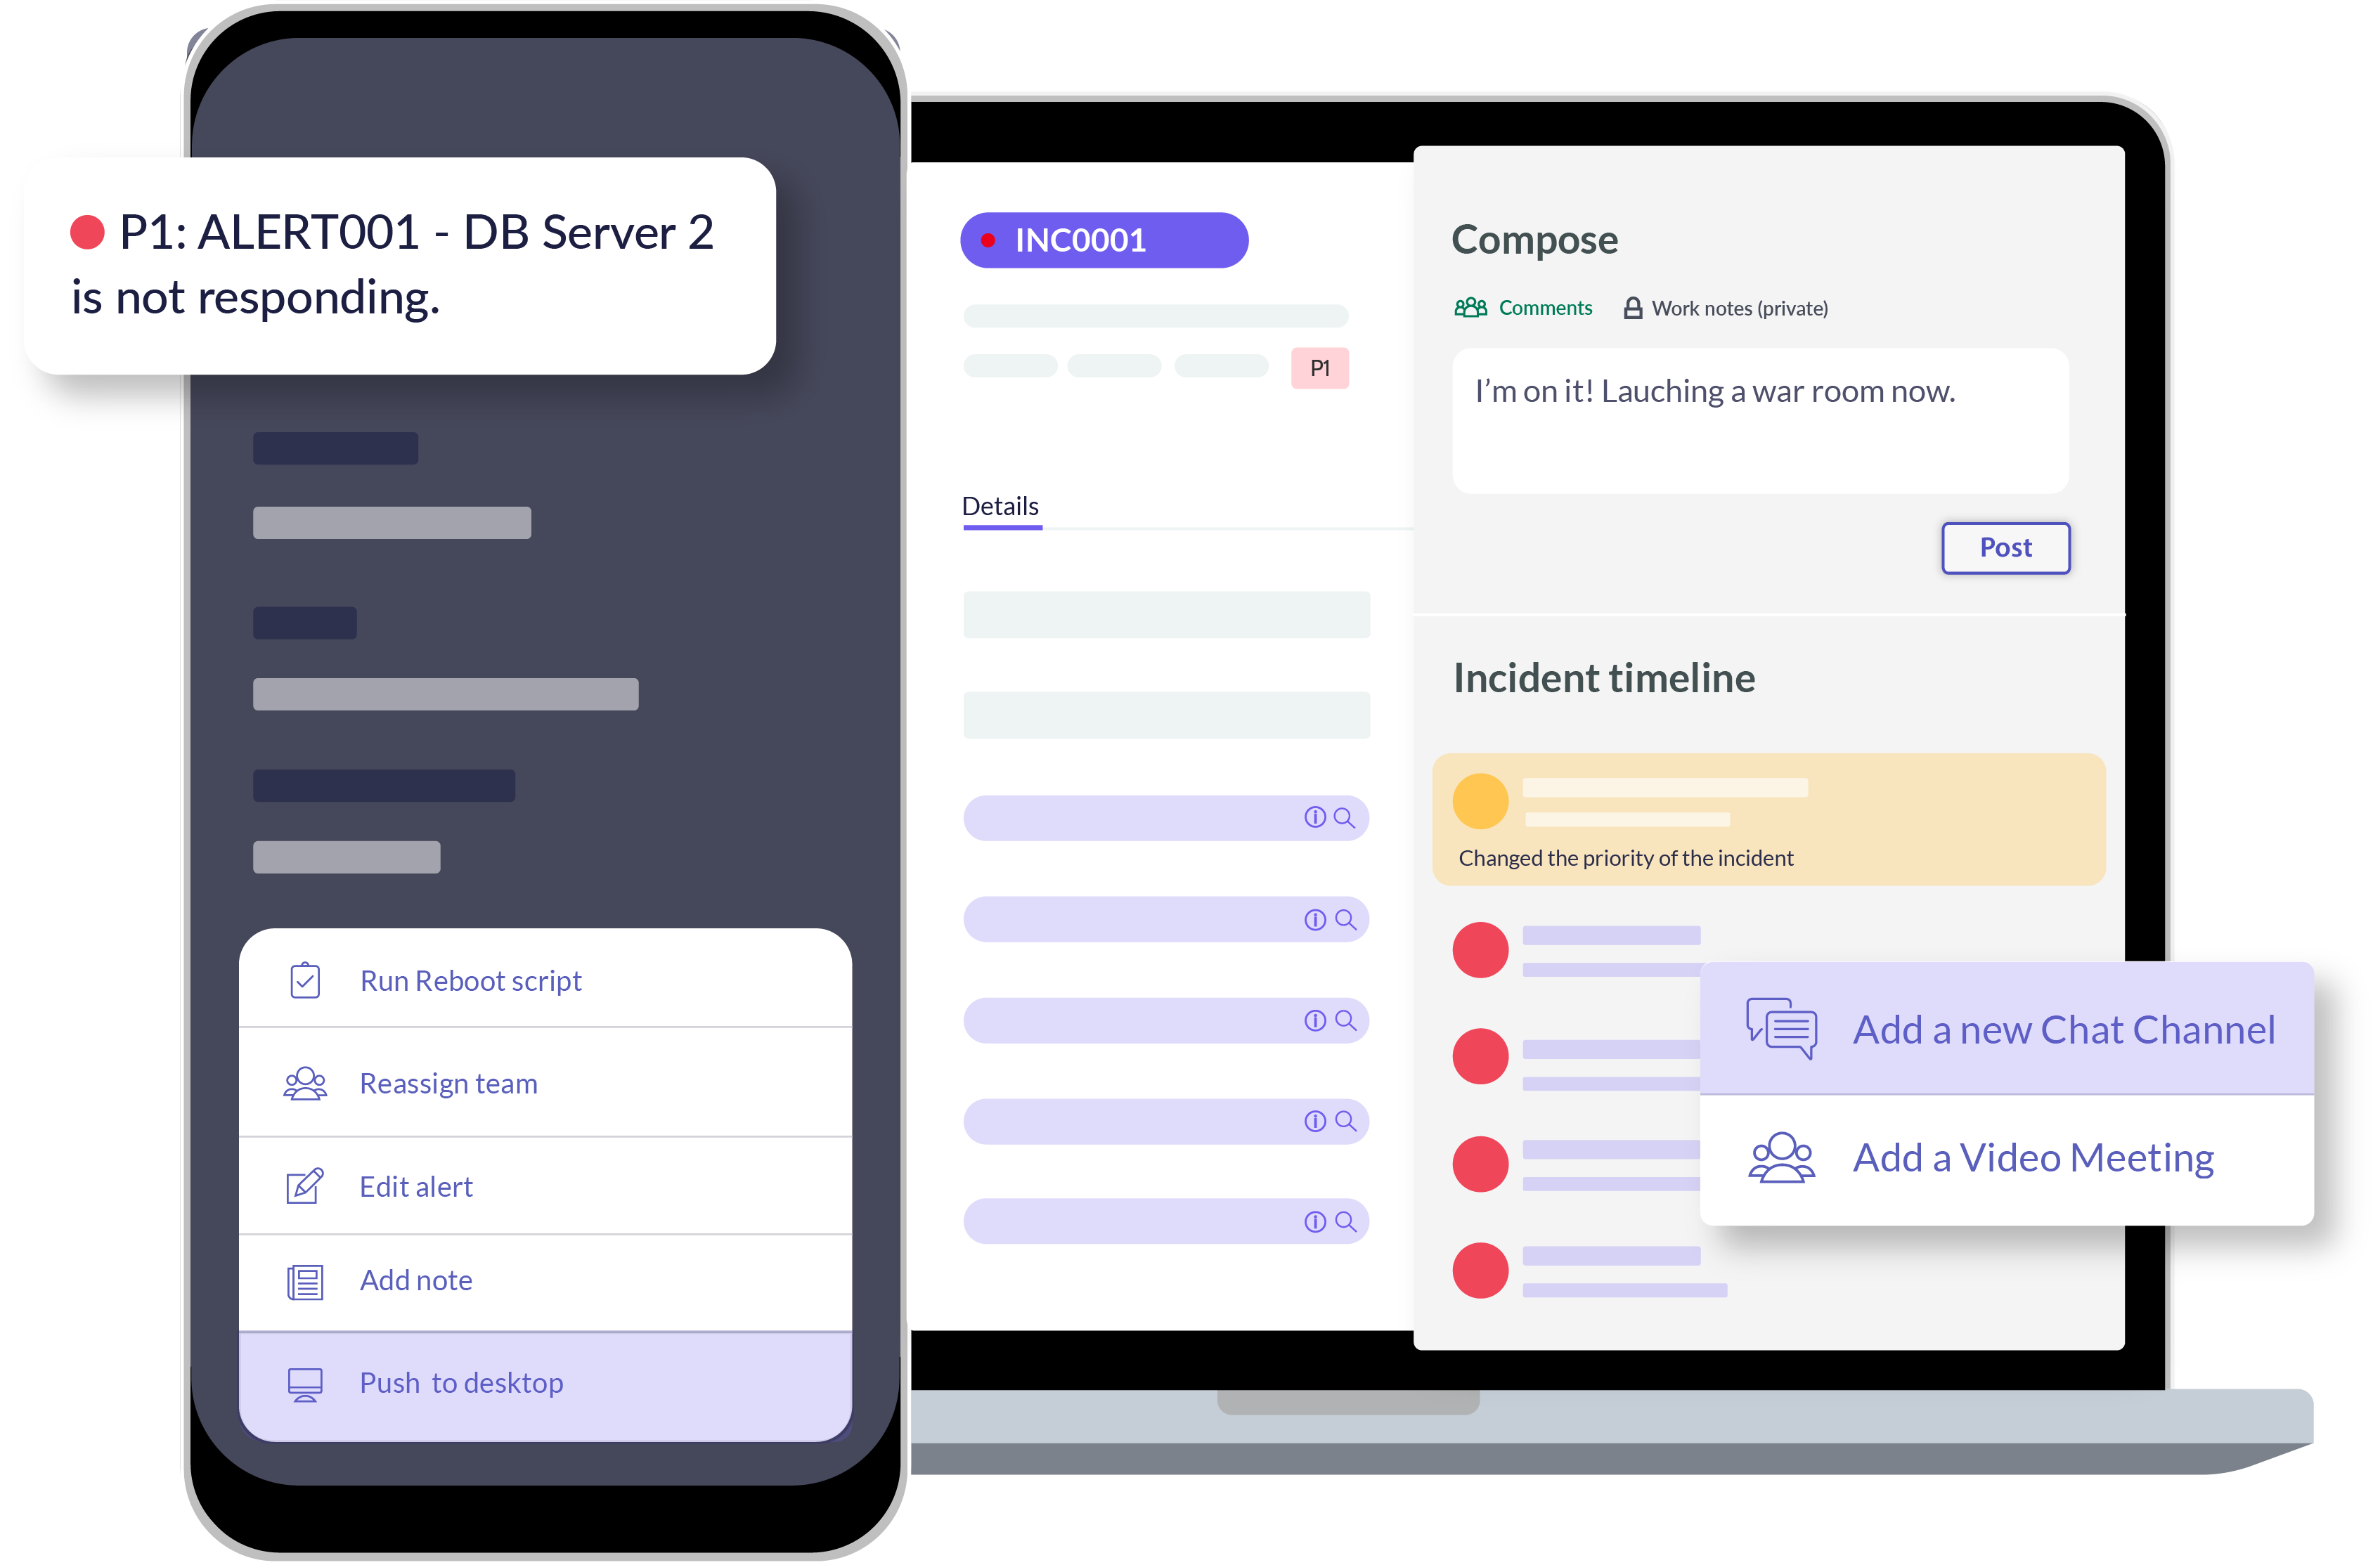 P1: ALERT001 - DB Server 2
is not responding.
Run Reboot script
Reassign team
Edit alert
Add note
Push to desktop
INC0001
P1
Details
Compose
Comments
Work notes (private)
I’m on it! Lauching a war room now.
Post
Incident timeline
Changed the priority of the incident
Add a new Chat Channel
Add a Video Meeting